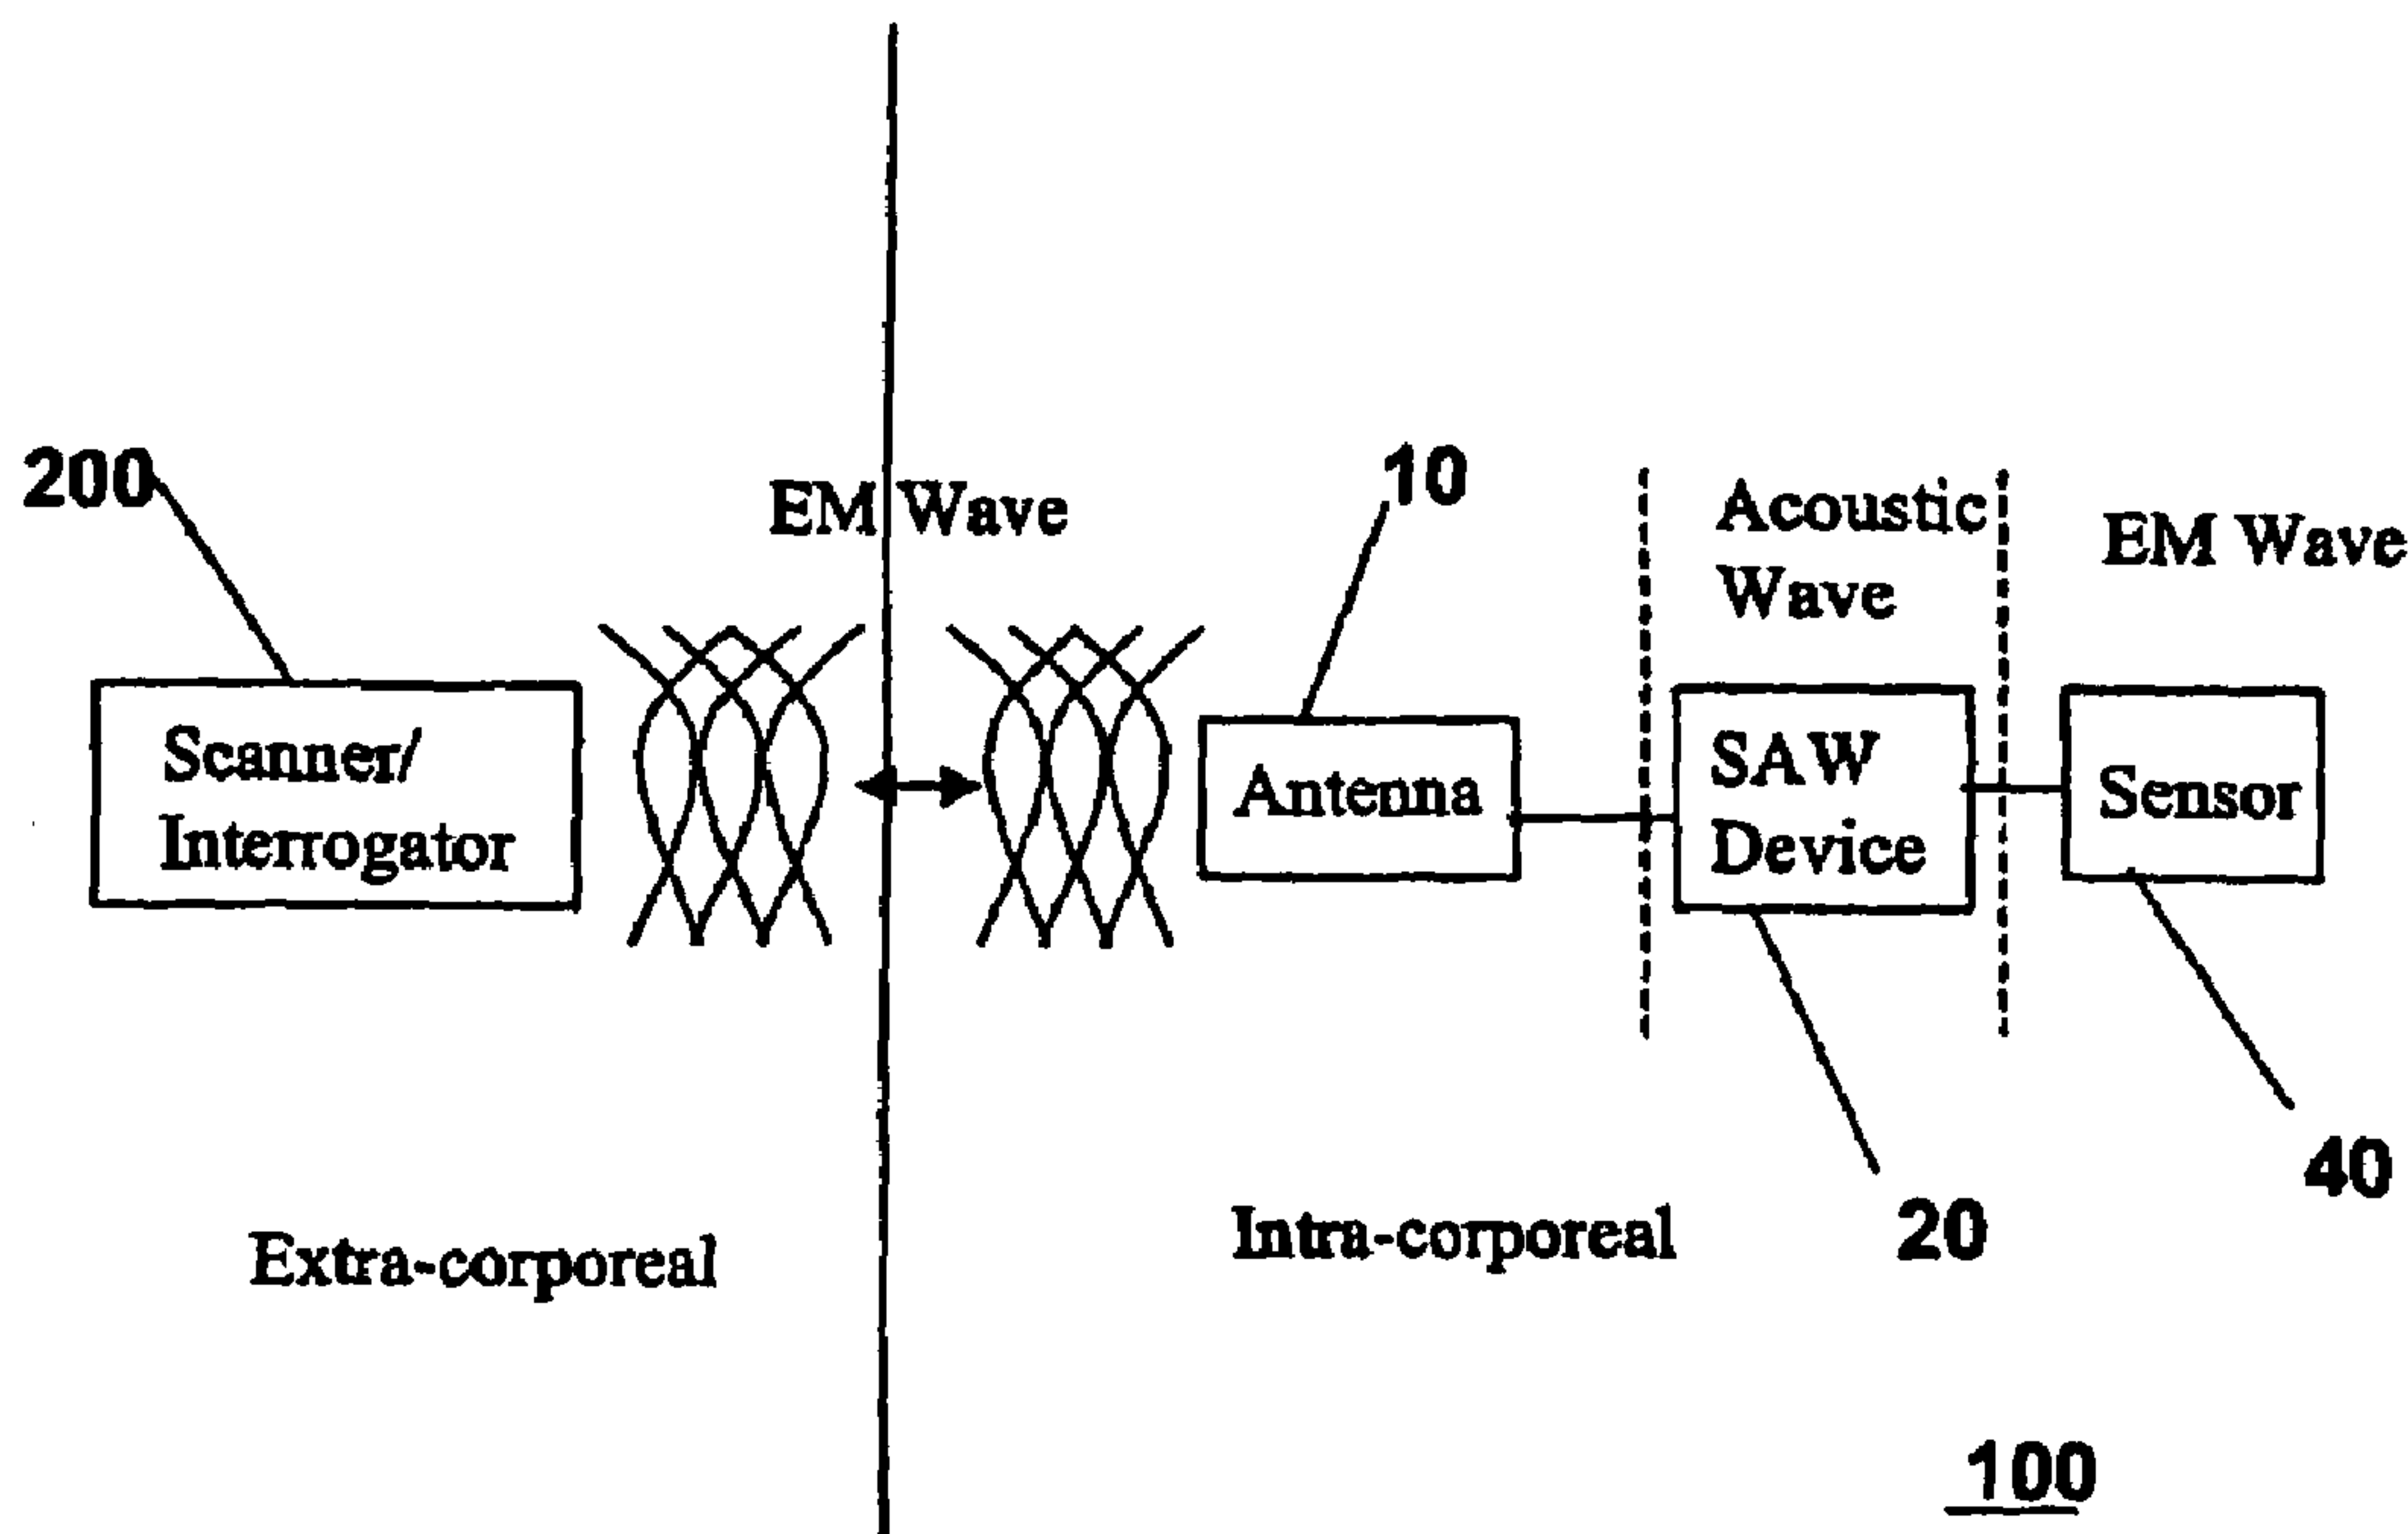 200
EM Wave
10
Acoustic
Wave
EM Wave
Scanner/
Interrogator
Antenna
SAW
Device
Sensor
40
20
Extra-corporeal
Intra-corporeal
100